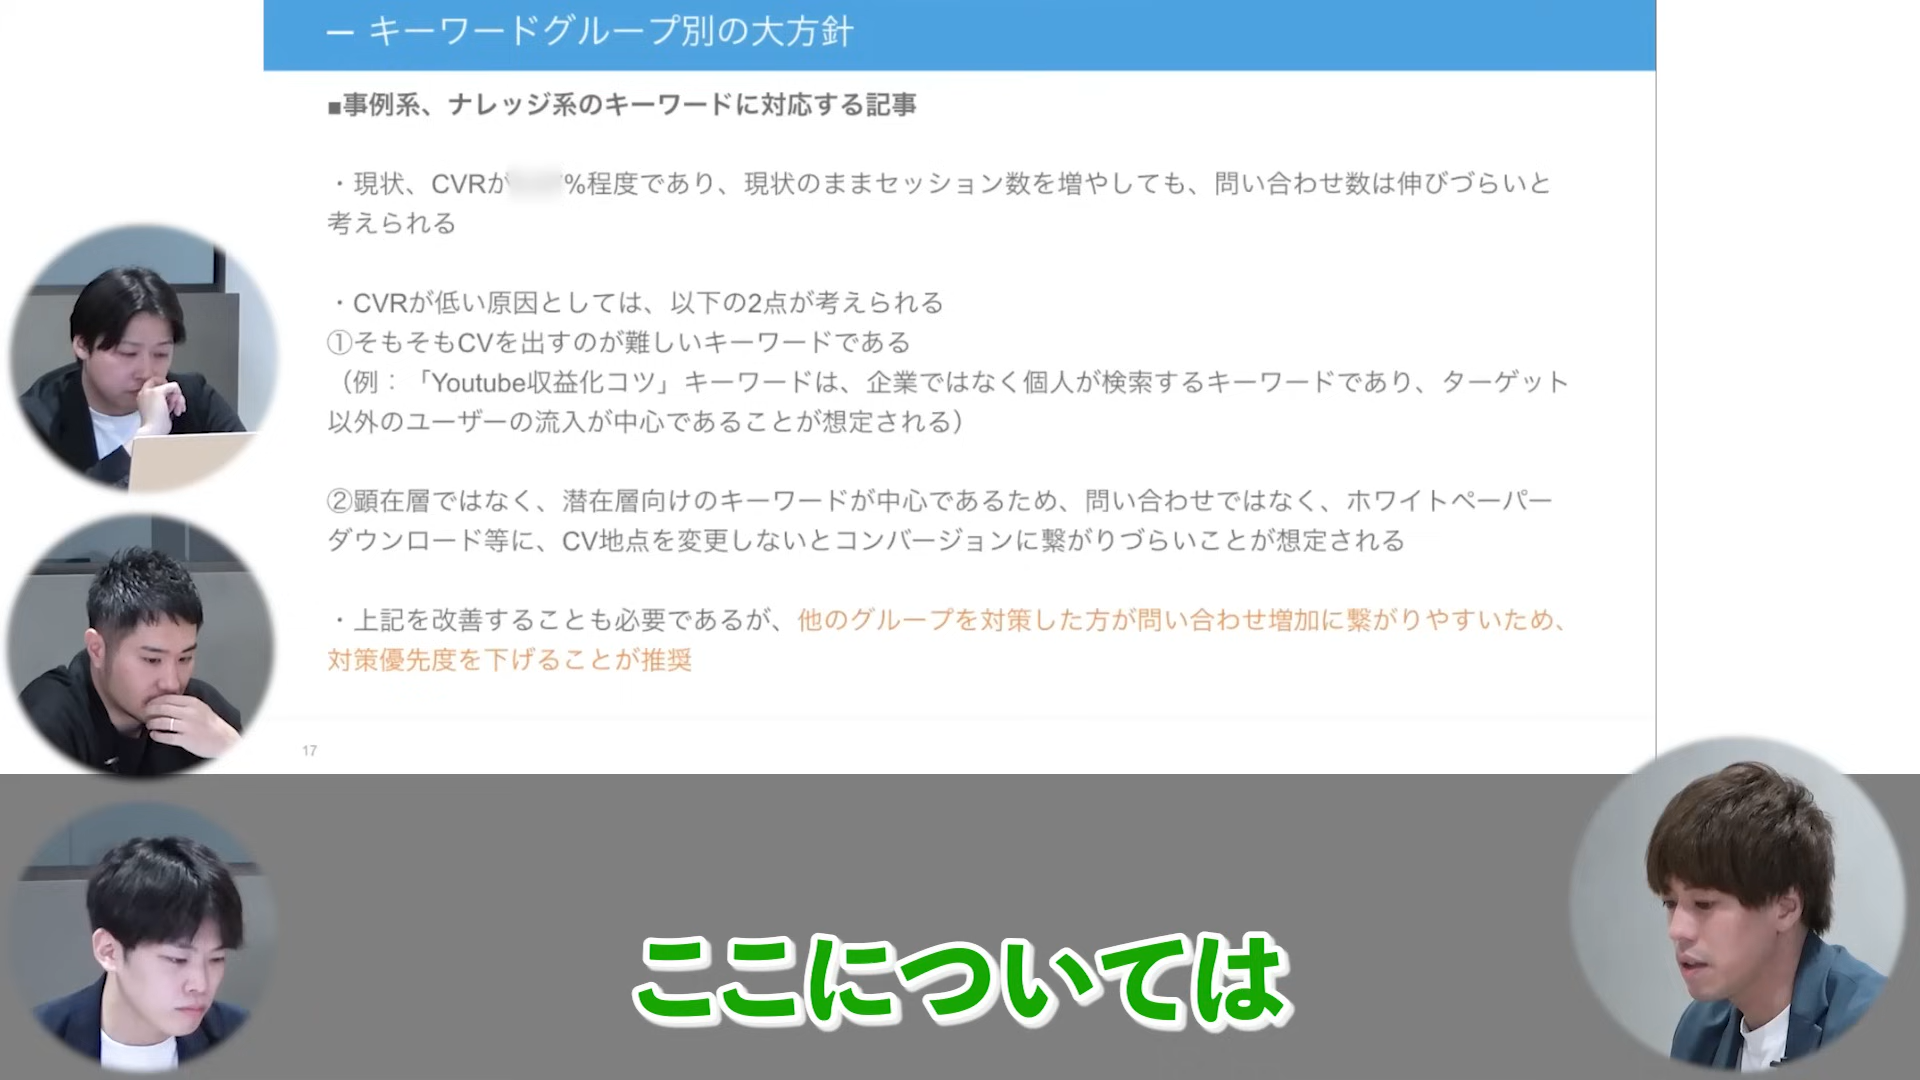 ー キーワードグループ別の大方針
■事例系、ナレッジ系のキーワードに対応する記事
・現状、CVRが %程度であり、現状のままセッション数を増やしても、問い合わせ数は伸びづらいと
考えられる
・CVRが低い原因としては、以下の2点が考えられる
①そもそもCVを出すのが難しいキーワードである
（例：「Youtube収益化コツ」キーワードは、企業ではなく個人が検索するキーワードであり、ターゲット
以外のユーザーの流入が中心であることが想定される）
②顕在層ではなく、潜在層向けのキーワードが中心であるため、問い合わせではなく、ホワイトペーパー
ダウンロード等に、CV地点を変更しないとコンバージョンに繋がりづらいことが想定される
・上記を改善することも必要であるが、他のグループを対策した方が問い合わせ増加に繋がりやすいため、
対策優先度を下げることが推奨
17
ここについては